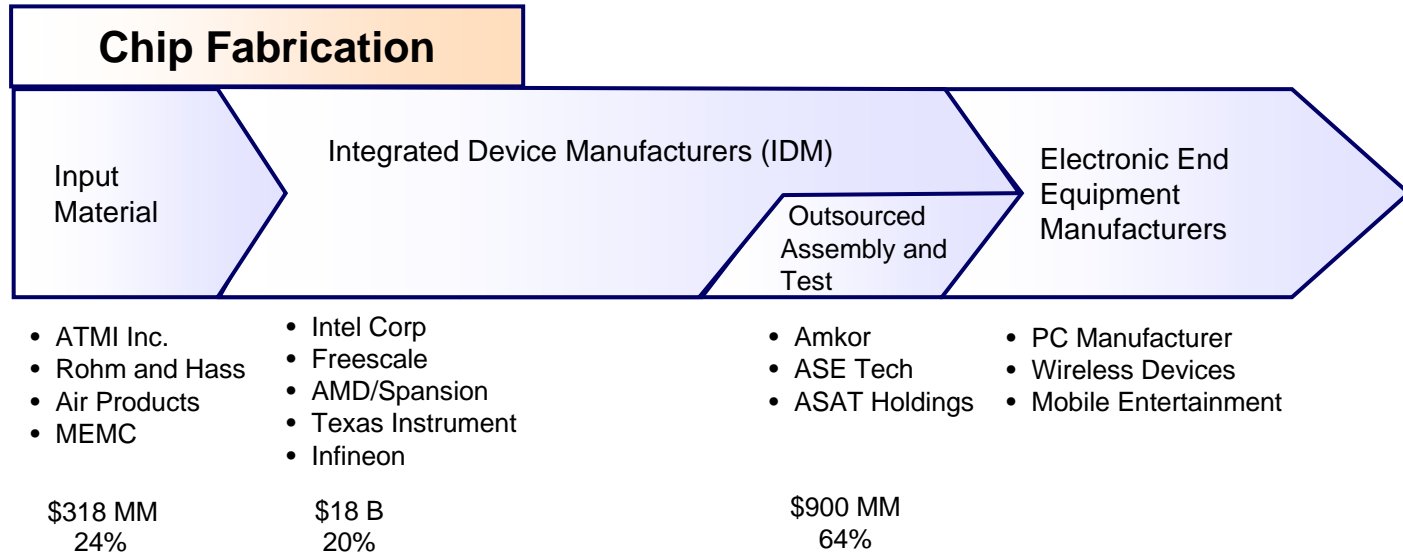 Chip Fabrication
Input
Material
Integrated Device Manufacturers (IDM)
Outsourced
Assembly and
Test
Electronic End
Equipment
Manufacturers
• ATMI Inc.
• Rohm and Hass
• Air Products
• MEMC
$318 MM
24%
• Intel Corp
• Freescale
• AMD/Spansion
• Texas Instrument
• Infineon
$18 B
20%
• Amkor
• ASE Tech
• ASAT Holdings
$900 MM
64%
• PC Manufacturer
• Wireless Devices
• Mobile Entertainment